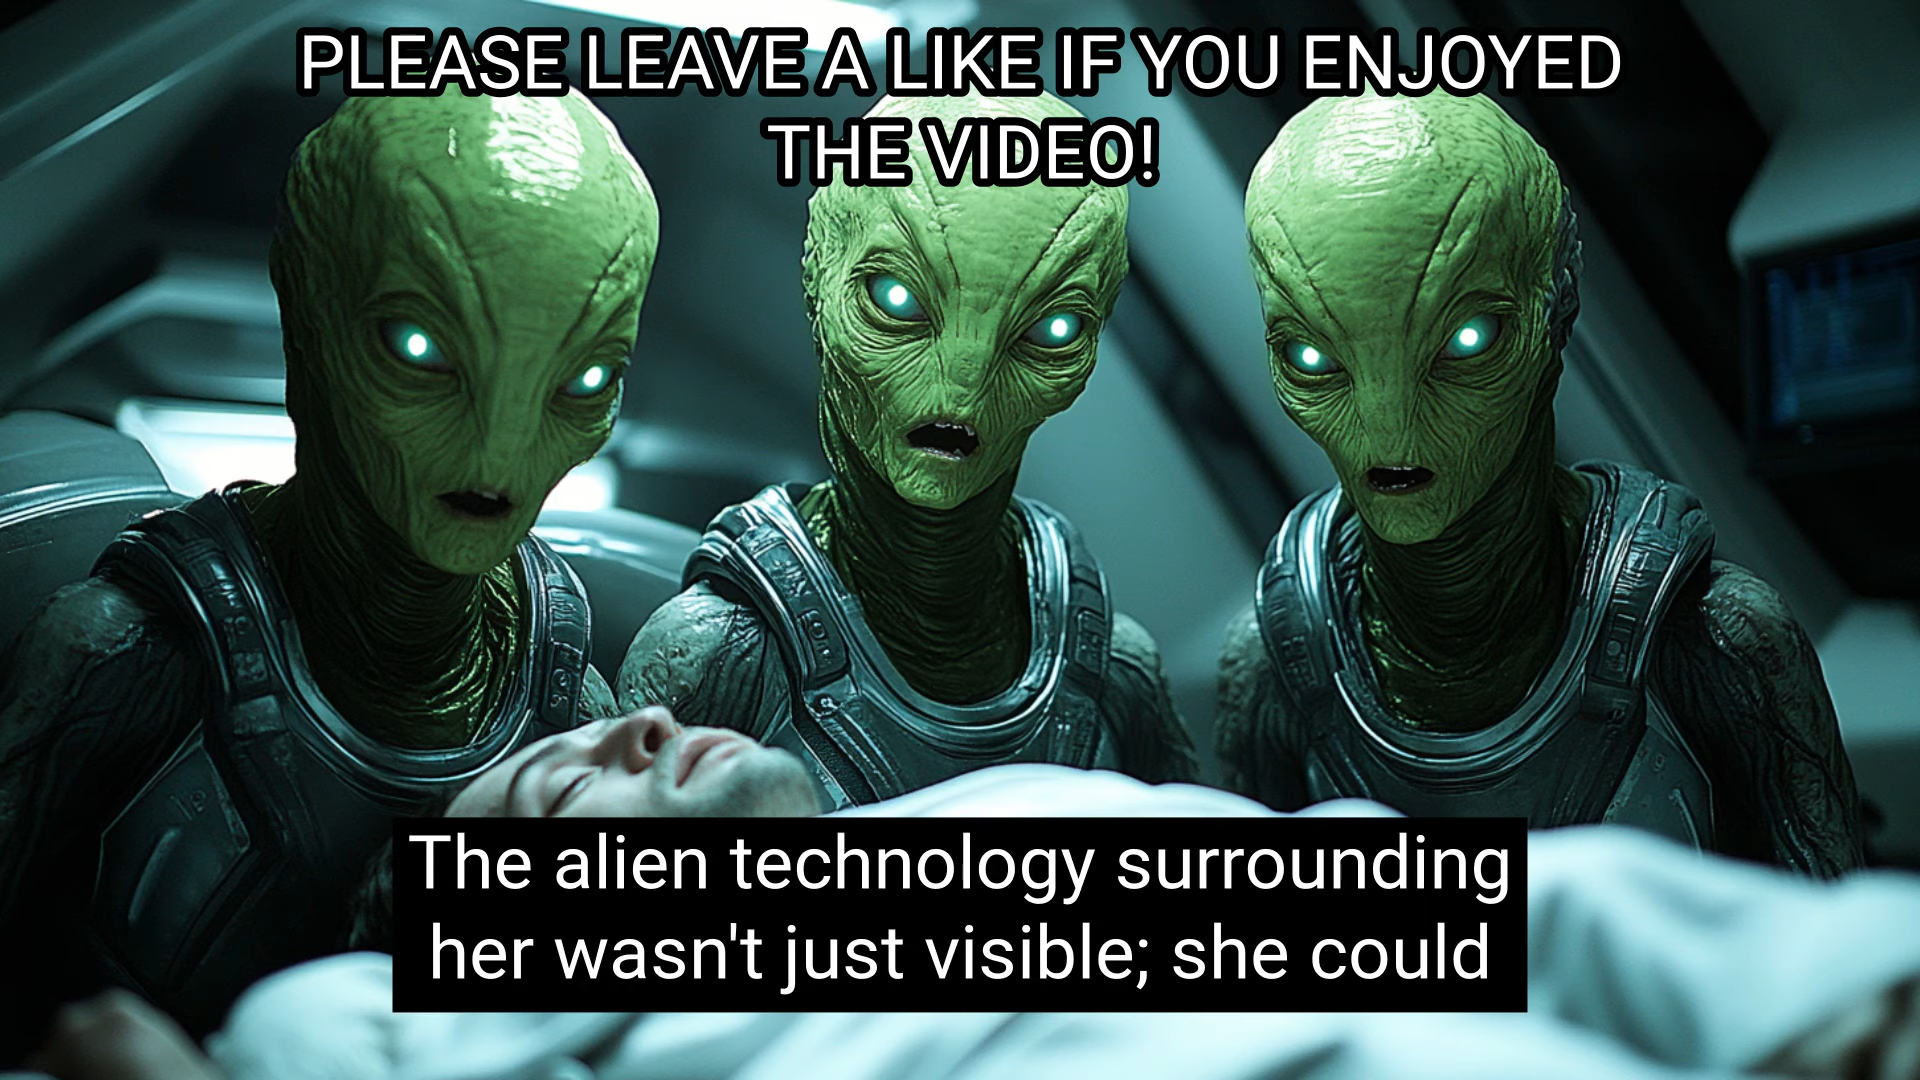 PLEASE LEAVE A LIKE IF YOU ENJOYED
THE VIDEO!
The alien technology surrounding
her wasn't just visible; she could